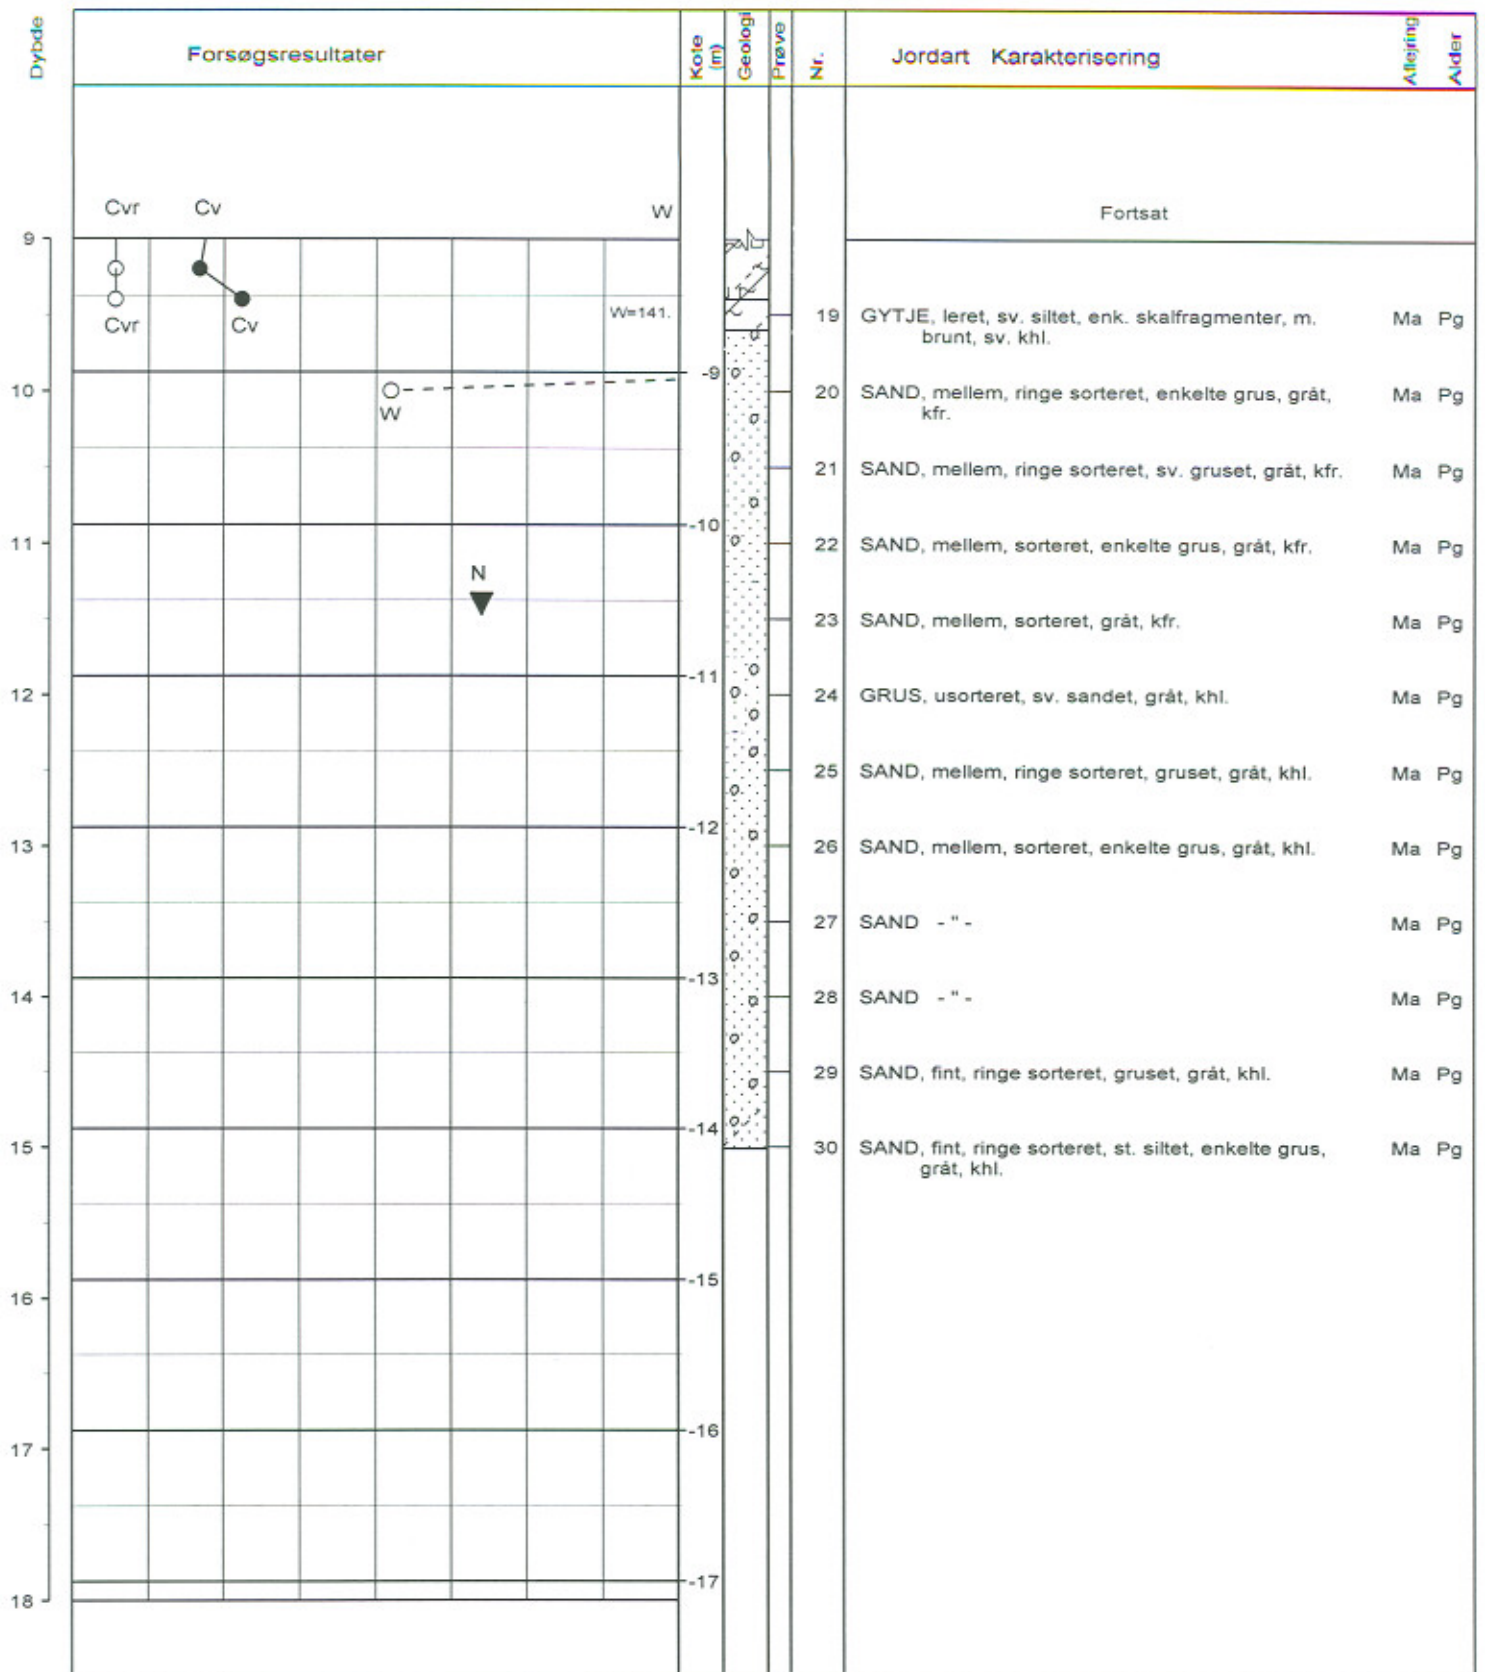 Dybde
Forsøgsresultater
Kote (m)
Geologi
Prøve
Nr.
Jordart Karakterisering
Aflejring
Alder
Cvr Cv W
Fortsat
9
Cvr Cv
W=141.
19 GYTJE, leret, sv. siltet, enk. skalfragmenter, m. Ma Pg
brunt, sv. khl.
-9
10
W
20 SAND, mellem, ringe sorteret, enkelte grus, gråt, Ma Pg
kfr.
21 SAND, mellem, ringe sorteret, sv. gruset, gråt, kfr. Ma Pg
-10
11
22 SAND, mellem, sorteret, enkelte grus, gråt, kfr. Ma Pg
N
23 SAND, mellem, sorteret, gråt, kfr. Ma Pg
-11
12
24 GRUS, usorteret, sv. sandet, gråt, khl. Ma Pg
25 SAND, mellem, ringe sorteret, gruset, gråt, khl. Ma Pg
-12
13
26 SAND, mellem, sorteret, enkelte grus, gråt, khl. Ma Pg
27 SAND - " - Ma Pg
-13
14
28 SAND - " - Ma Pg
29 SAND, fint, ringe sorteret, gruset, gråt, khl. Ma Pg
-14
15
30 SAND, fint, ringe sorteret, st. siltet, enkelte grus, Ma Pg
gråt, khl.
-15
16
-16
17
-17
18